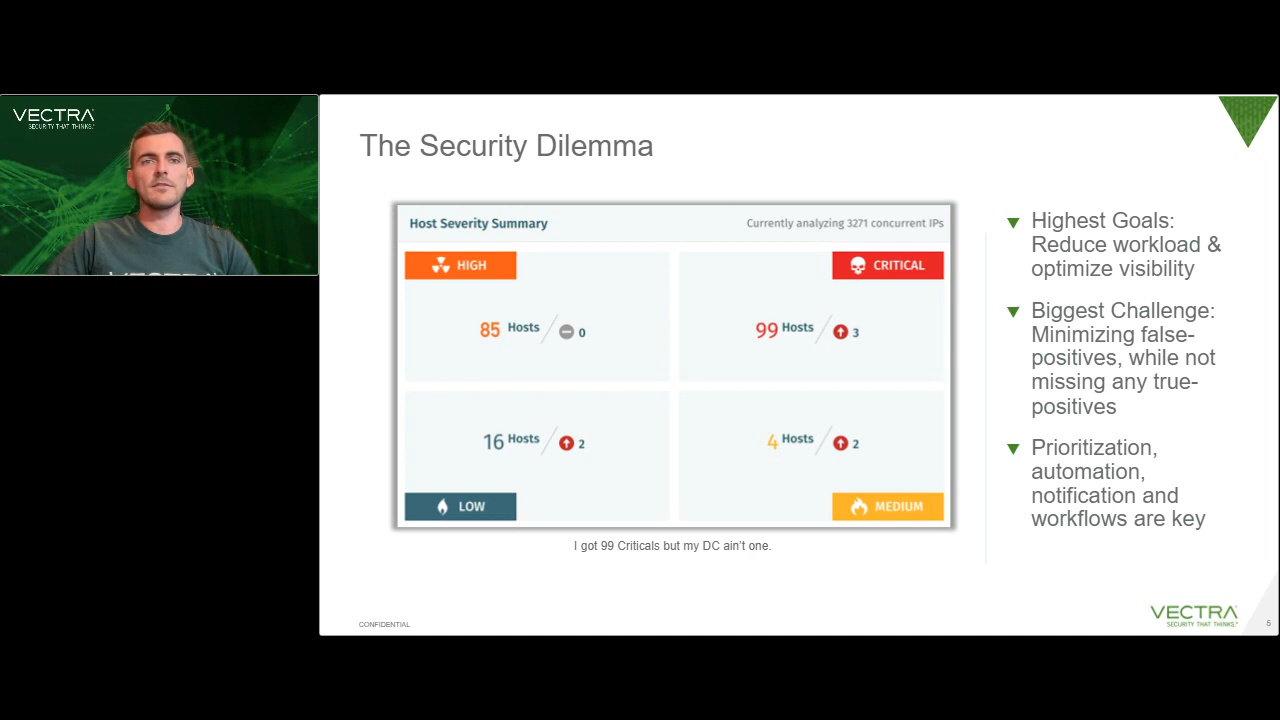 VECTRA
SECURITY THAT THINKS.
VECTRA
The Security Dilemma
Host Severity Summary
Currently analyzing 3271 concurrent IPs
HIGH
CRITICAL
85 Hosts / 0
99 Hosts / 3
16 Hosts / 2
4 Hosts / 2
LOW
MEDIUM
I got 99 Criticals but my DC ain't one.
Highest Goals:
Reduce workload &
optimize visibility
Biggest Challenge:
Minimizing false-
positives, while not
missing any true-
positives
Prioritization,
automation,
notification and
workflows are key
CONFIDENTIAL
VECTRA
SECURITY THAT THINKS.
5